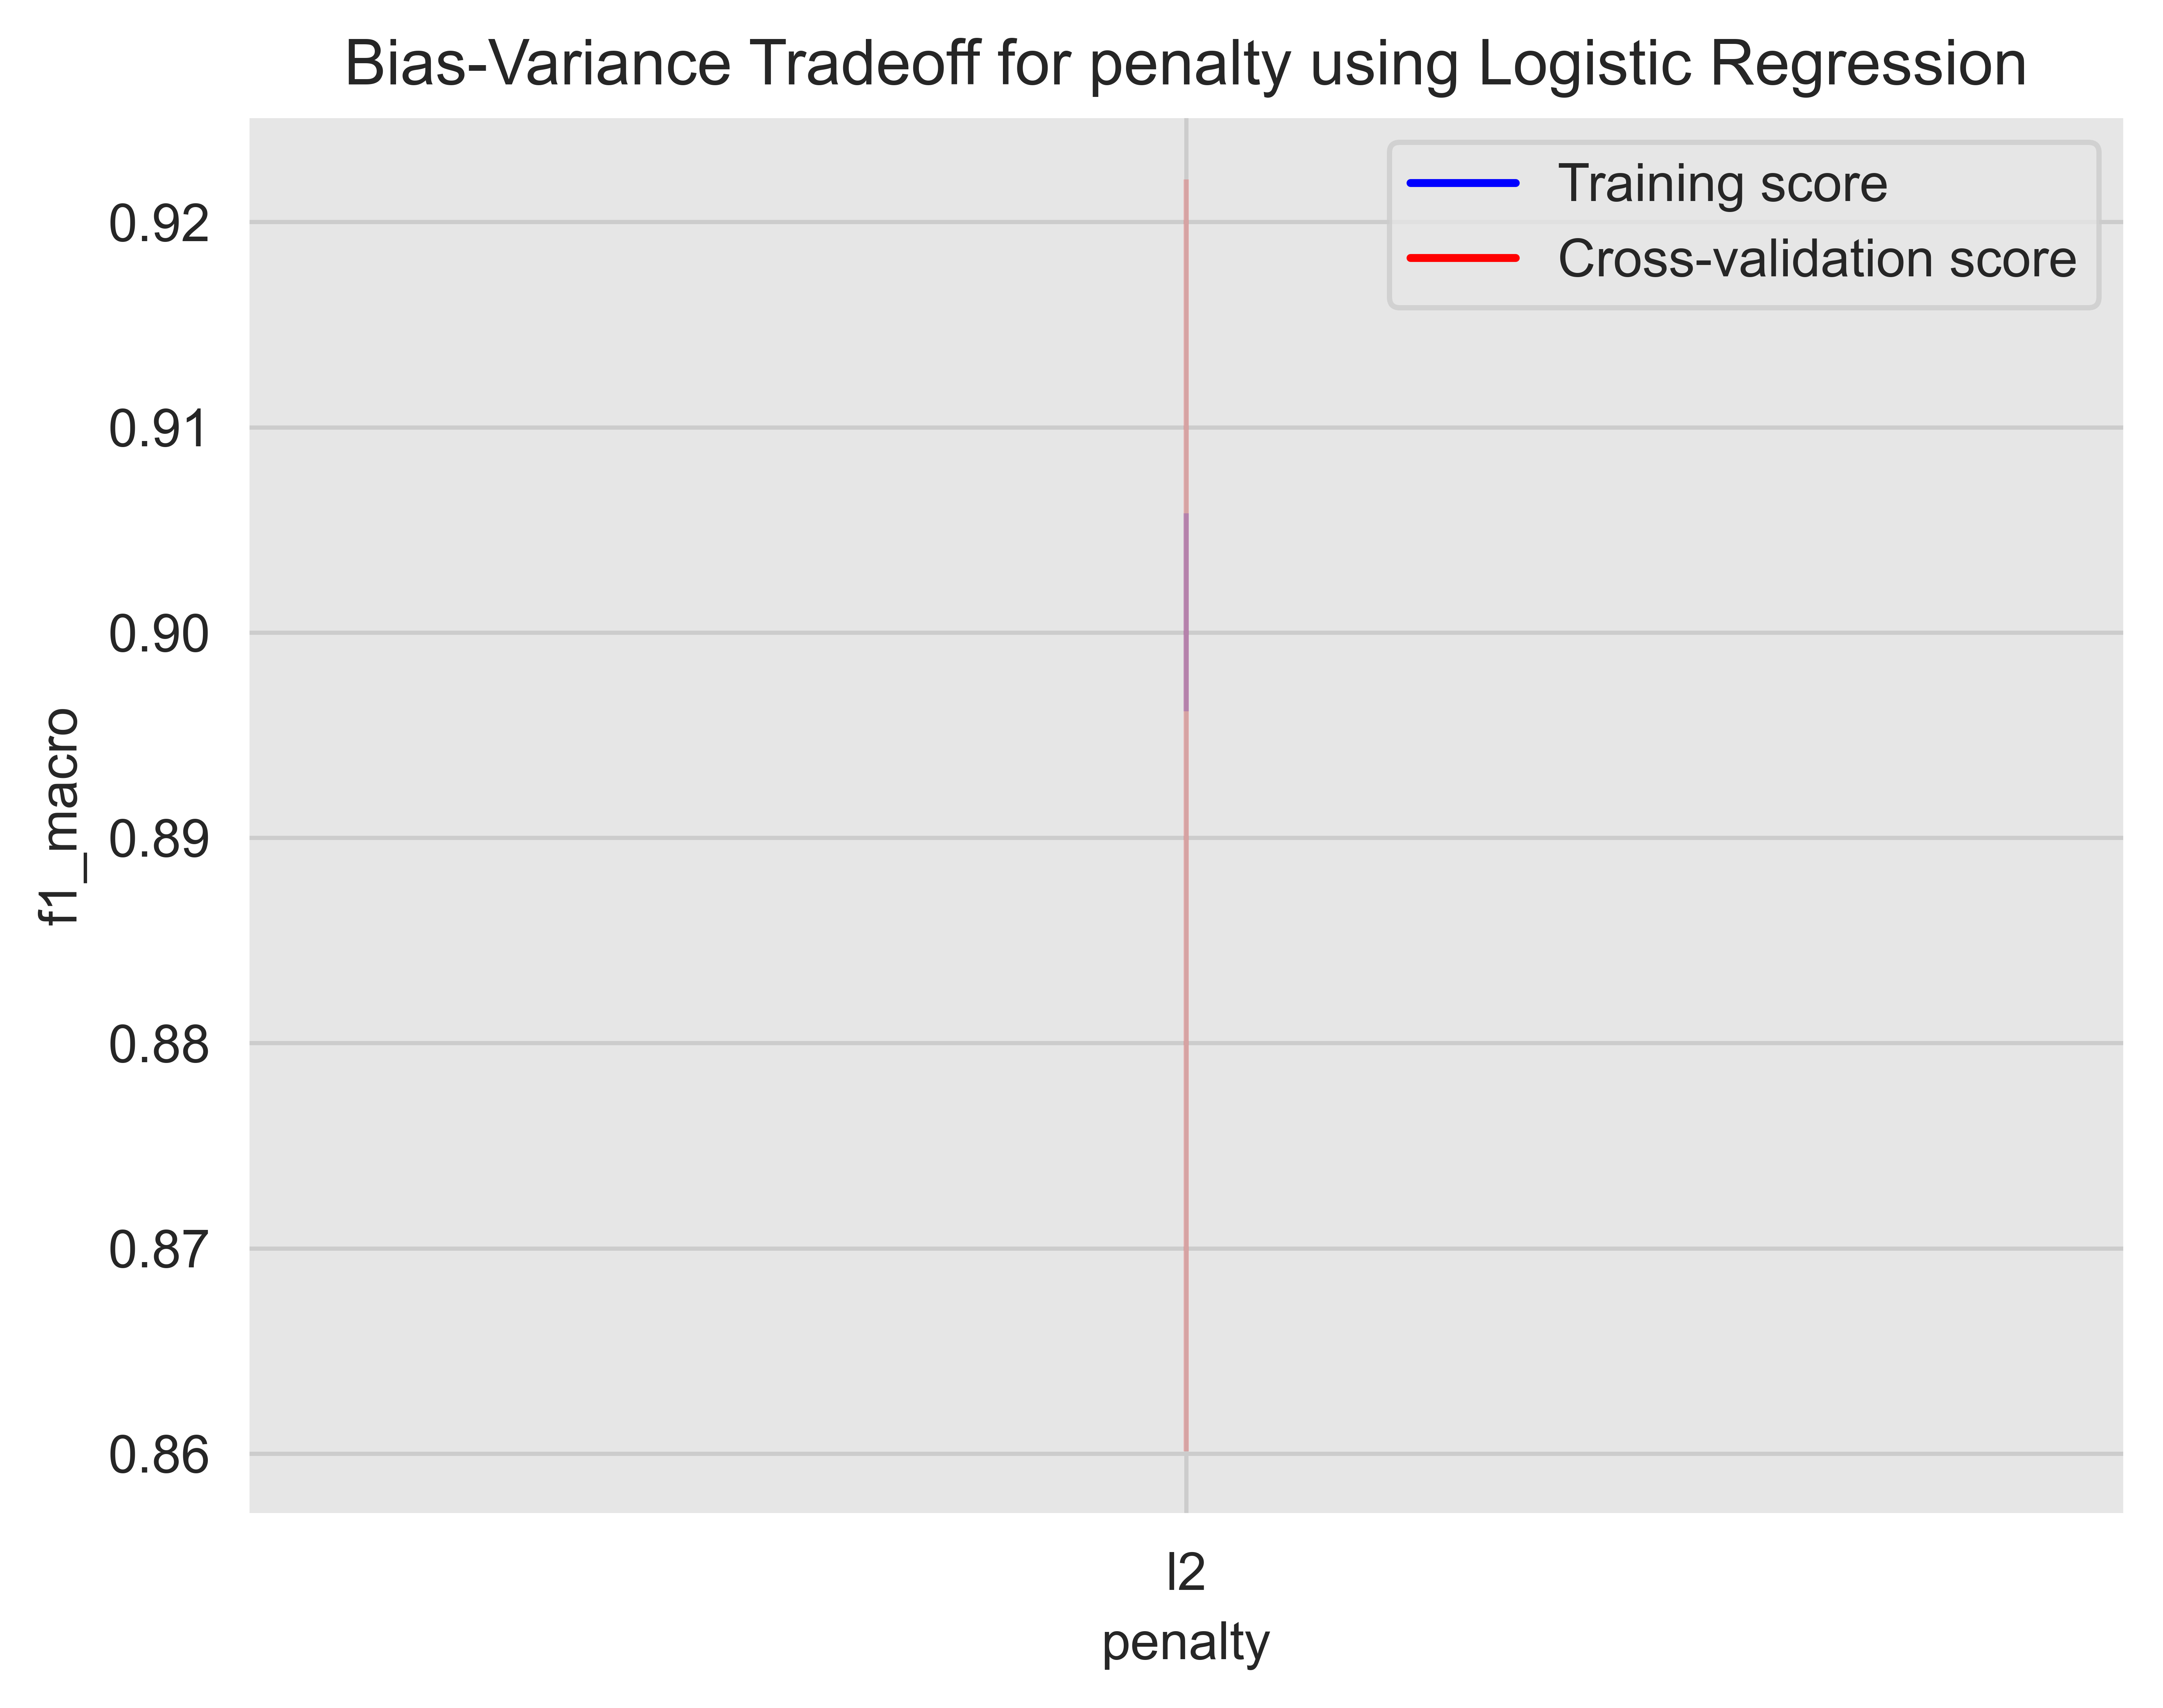 Bias-Variance Tradeoff for penalty using Logistic Regression
Training score
Cross-validation score
0.92
0.91
0.90
0.89
0.88
0.87
0.86
f1_macro
l2
penalty